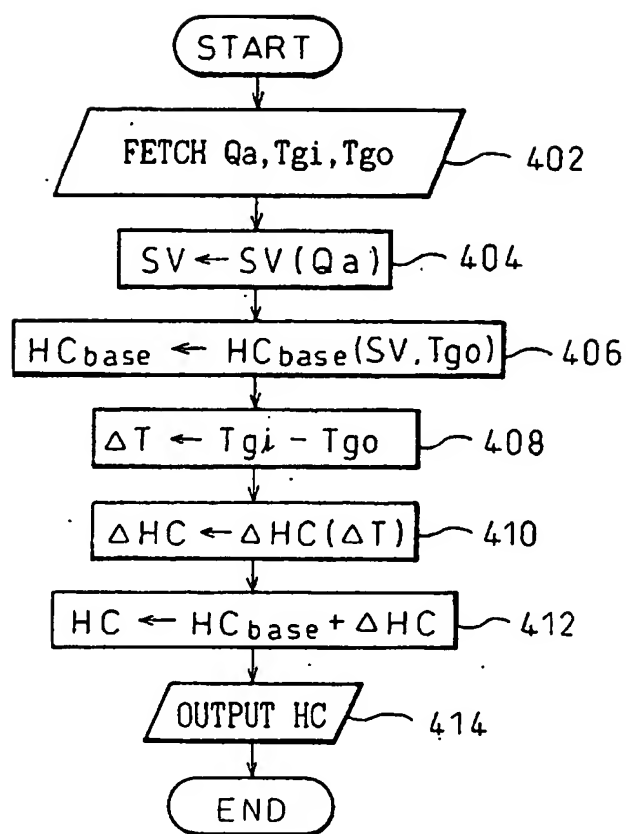 START
FETCH Qa,Tgi,Tgo
402
SV ← SV(Qa)
404
HCbase ← HCbase(SV,Tgo)
406
ΔT ← Tgi - Tgo
408
ΔHC ← ΔHC(ΔT)
410
HC ← HCbase + ΔHC
412
OUTPUT HC
414
END